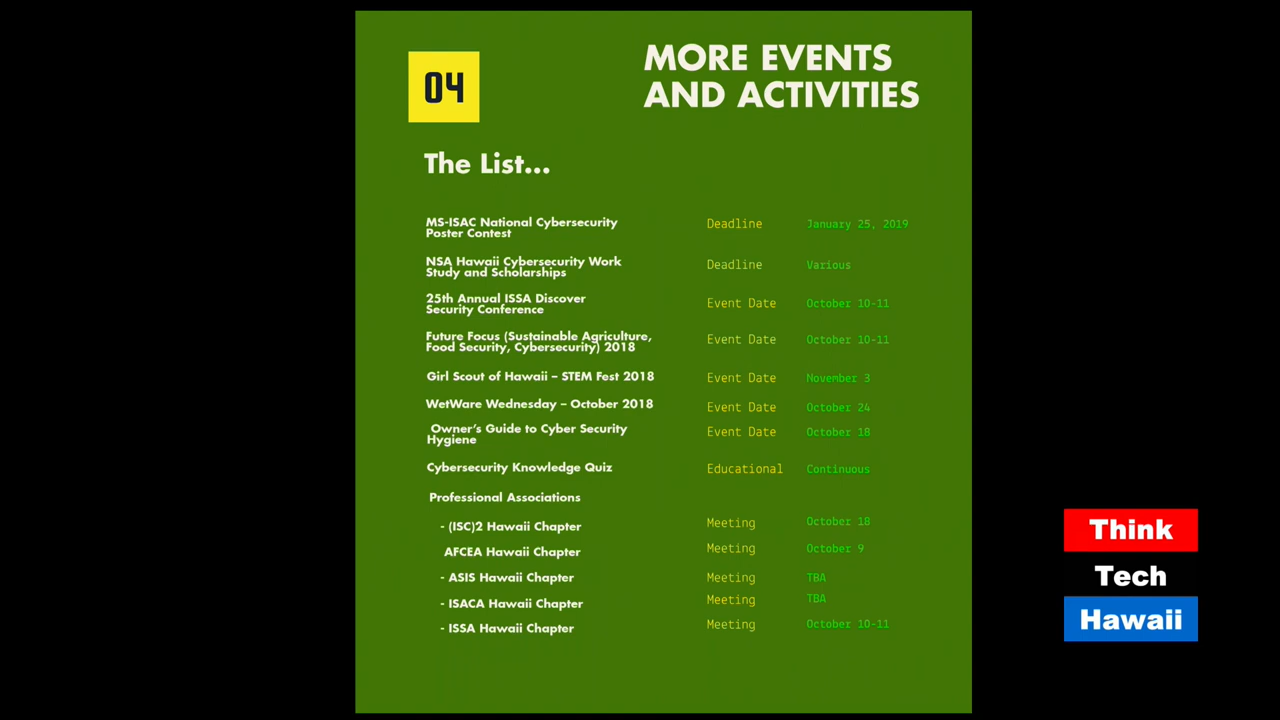 04
MORE EVENTS
AND ACTIVITIES
The List...
MS-ISAC National Cybersecurity
Poster Contest
Deadline
January 25, 2019
NSA Hawaii Cybersecurity Work
Study and Scholarships
Deadline
Various
25th Annual ISSA Discover
Security Conference
Event Date
October 10-11
Future Focus (Sustainable Agriculture,
Food Security, Cybersecurity) 2018
Event Date
October 10-11
Girl Scout of Hawaii – STEM Fest 2018
Event Date
November 3
WetWare Wednesday – October 2018
Event Date
October 24
Owner's Guide to Cyber Security
Hygiene
Event Date
October 18
Cybersecurity Knowledge Quiz
Educational
Continuous
Professional Associations
- (ISC)2 Hawaii Chapter
Meeting
October 18
AFCEA Hawaii Chapter
Meeting
October 9
- ASIS Hawaii Chapter
Meeting
TBA
- ISACA Hawaii Chapter
Meeting
TBA
- ISSA Hawaii Chapter
Meeting
October 10-11
Think
Tech
Hawaii